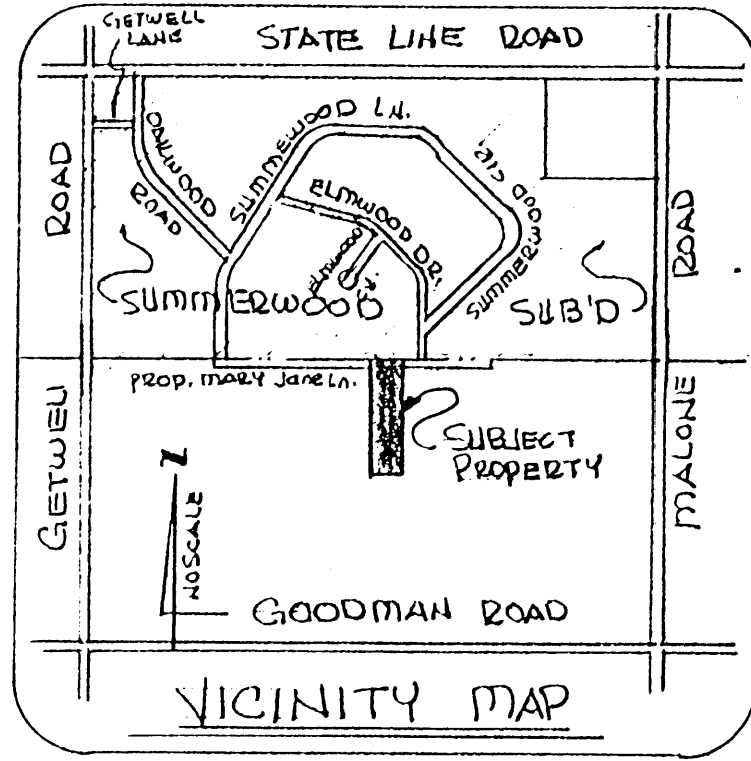 GETWELL
LANE
STATE LINE ROAD
OAKWOOD
ROAD
SUMMEWOOD LN.
ELMWOOD DR.
ELMWOOD
SUMMERWOOD CIR.
ROAD
ROAD
SUMMERWOOD SUB'D
PROP. MARY Jane Ln.
SUBJECT
PROPERTY
GETWELL
MALONE
N
NO SCALE
GOODMAN ROAD
VICINITY MAP